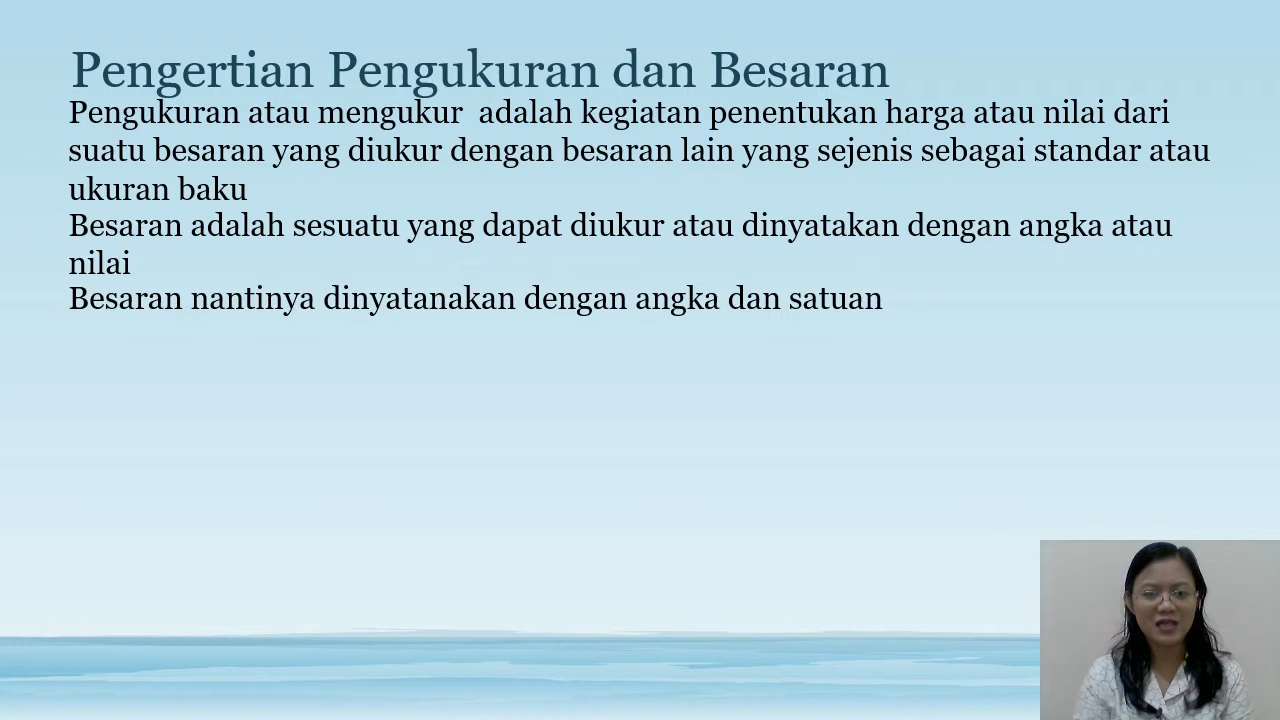 Pengertian Pengukuran dan Besaran
Pengukuran atau mengukur  adalah kegiatan penentukan harga atau nilai dari
suatu besaran yang diukur dengan besaran lain yang sejenis sebagai standar atau
ukuran baku
Besaran adalah sesuatu yang dapat diukur atau dinyatakan dengan angka atau
nilai
Besaran nantinya dinyatanakan dengan angka dan satuan